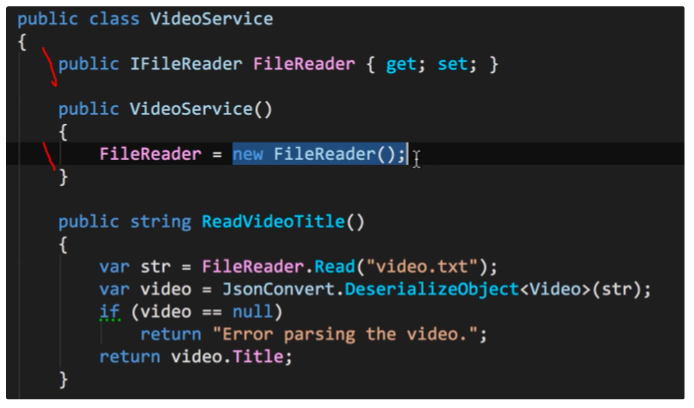 public class VideoService
{
public IFileReader FileReader { get; set; }
public VideoService()
{
FileReader = new FileReader();
}
public string ReadVideoTitle()
{
var str = FileReader.Read("video.txt");
var video = JsonConvert.DeserializeObject<Video>(str);
if (video == null)
return "Error parsing the video.";
return video.Title;
}